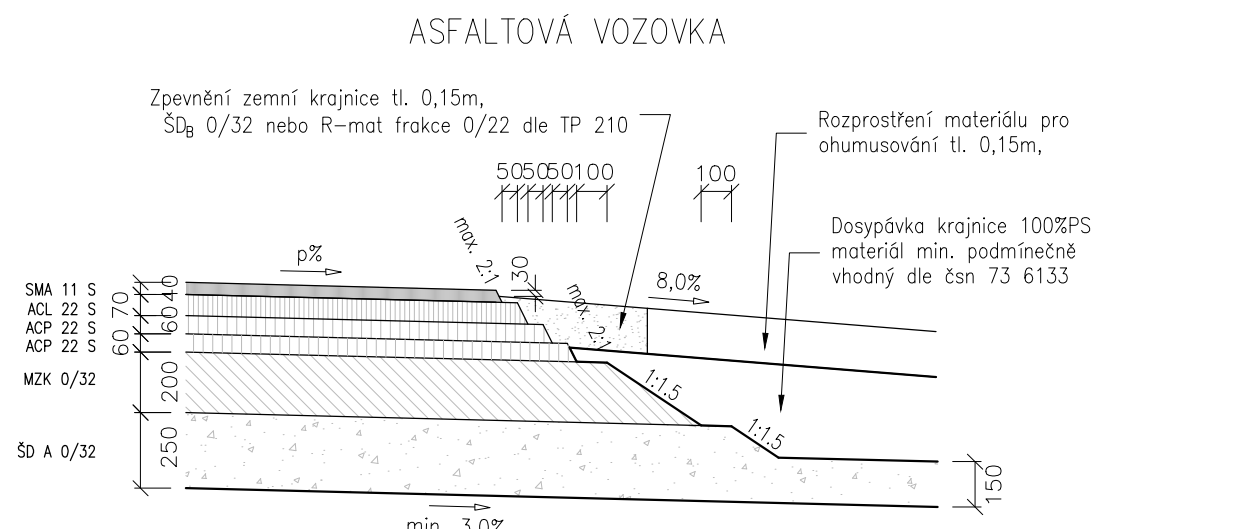 ASFALTOVÁ VOZOVKA
Zpevnění zemní krajnice tl. 0,15m,
ŠDB 0/32 nebo R-mat frakce 0/22 dle TP 210
Rozprostření materiálu pro
ohumusování tl. 0,15m,
50 50 50 100
100
Dosypávka krajnice 100%PS
materiál min. podmínečně
vhodný dle čsn 73 6133
p%
max. 2:1
30
max. 2:1
8,0%
SMA 11 S
ACL 22 S
ACP 22 S
ACP 22 S
MZK 0/32
ŠD A 0/32
40
70
60
60
200
250
1:1.5
1:1.5
150
min. 3,0%